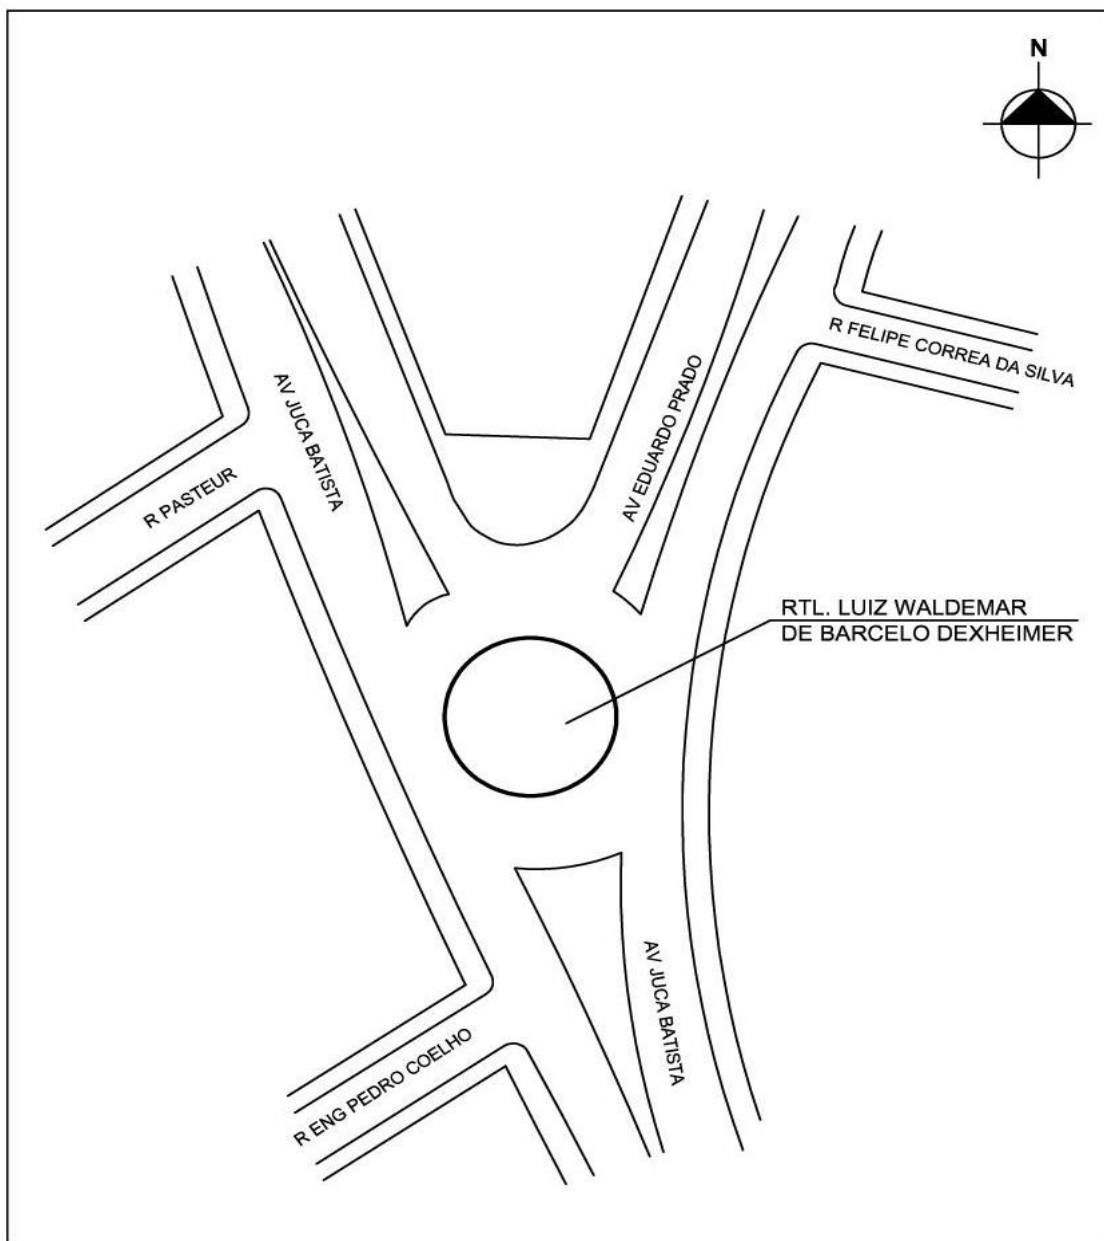 N
R FELIPE CORREA DA SILVA
AV EDUARDO PRADO
AV JUCA BATISTA
R PASTEUR
RTL. LUIZ WALDEMAR
DE BARCELO DEXHEIMER
AV JUCA BATISTA
R ENG PEDRO COELHO